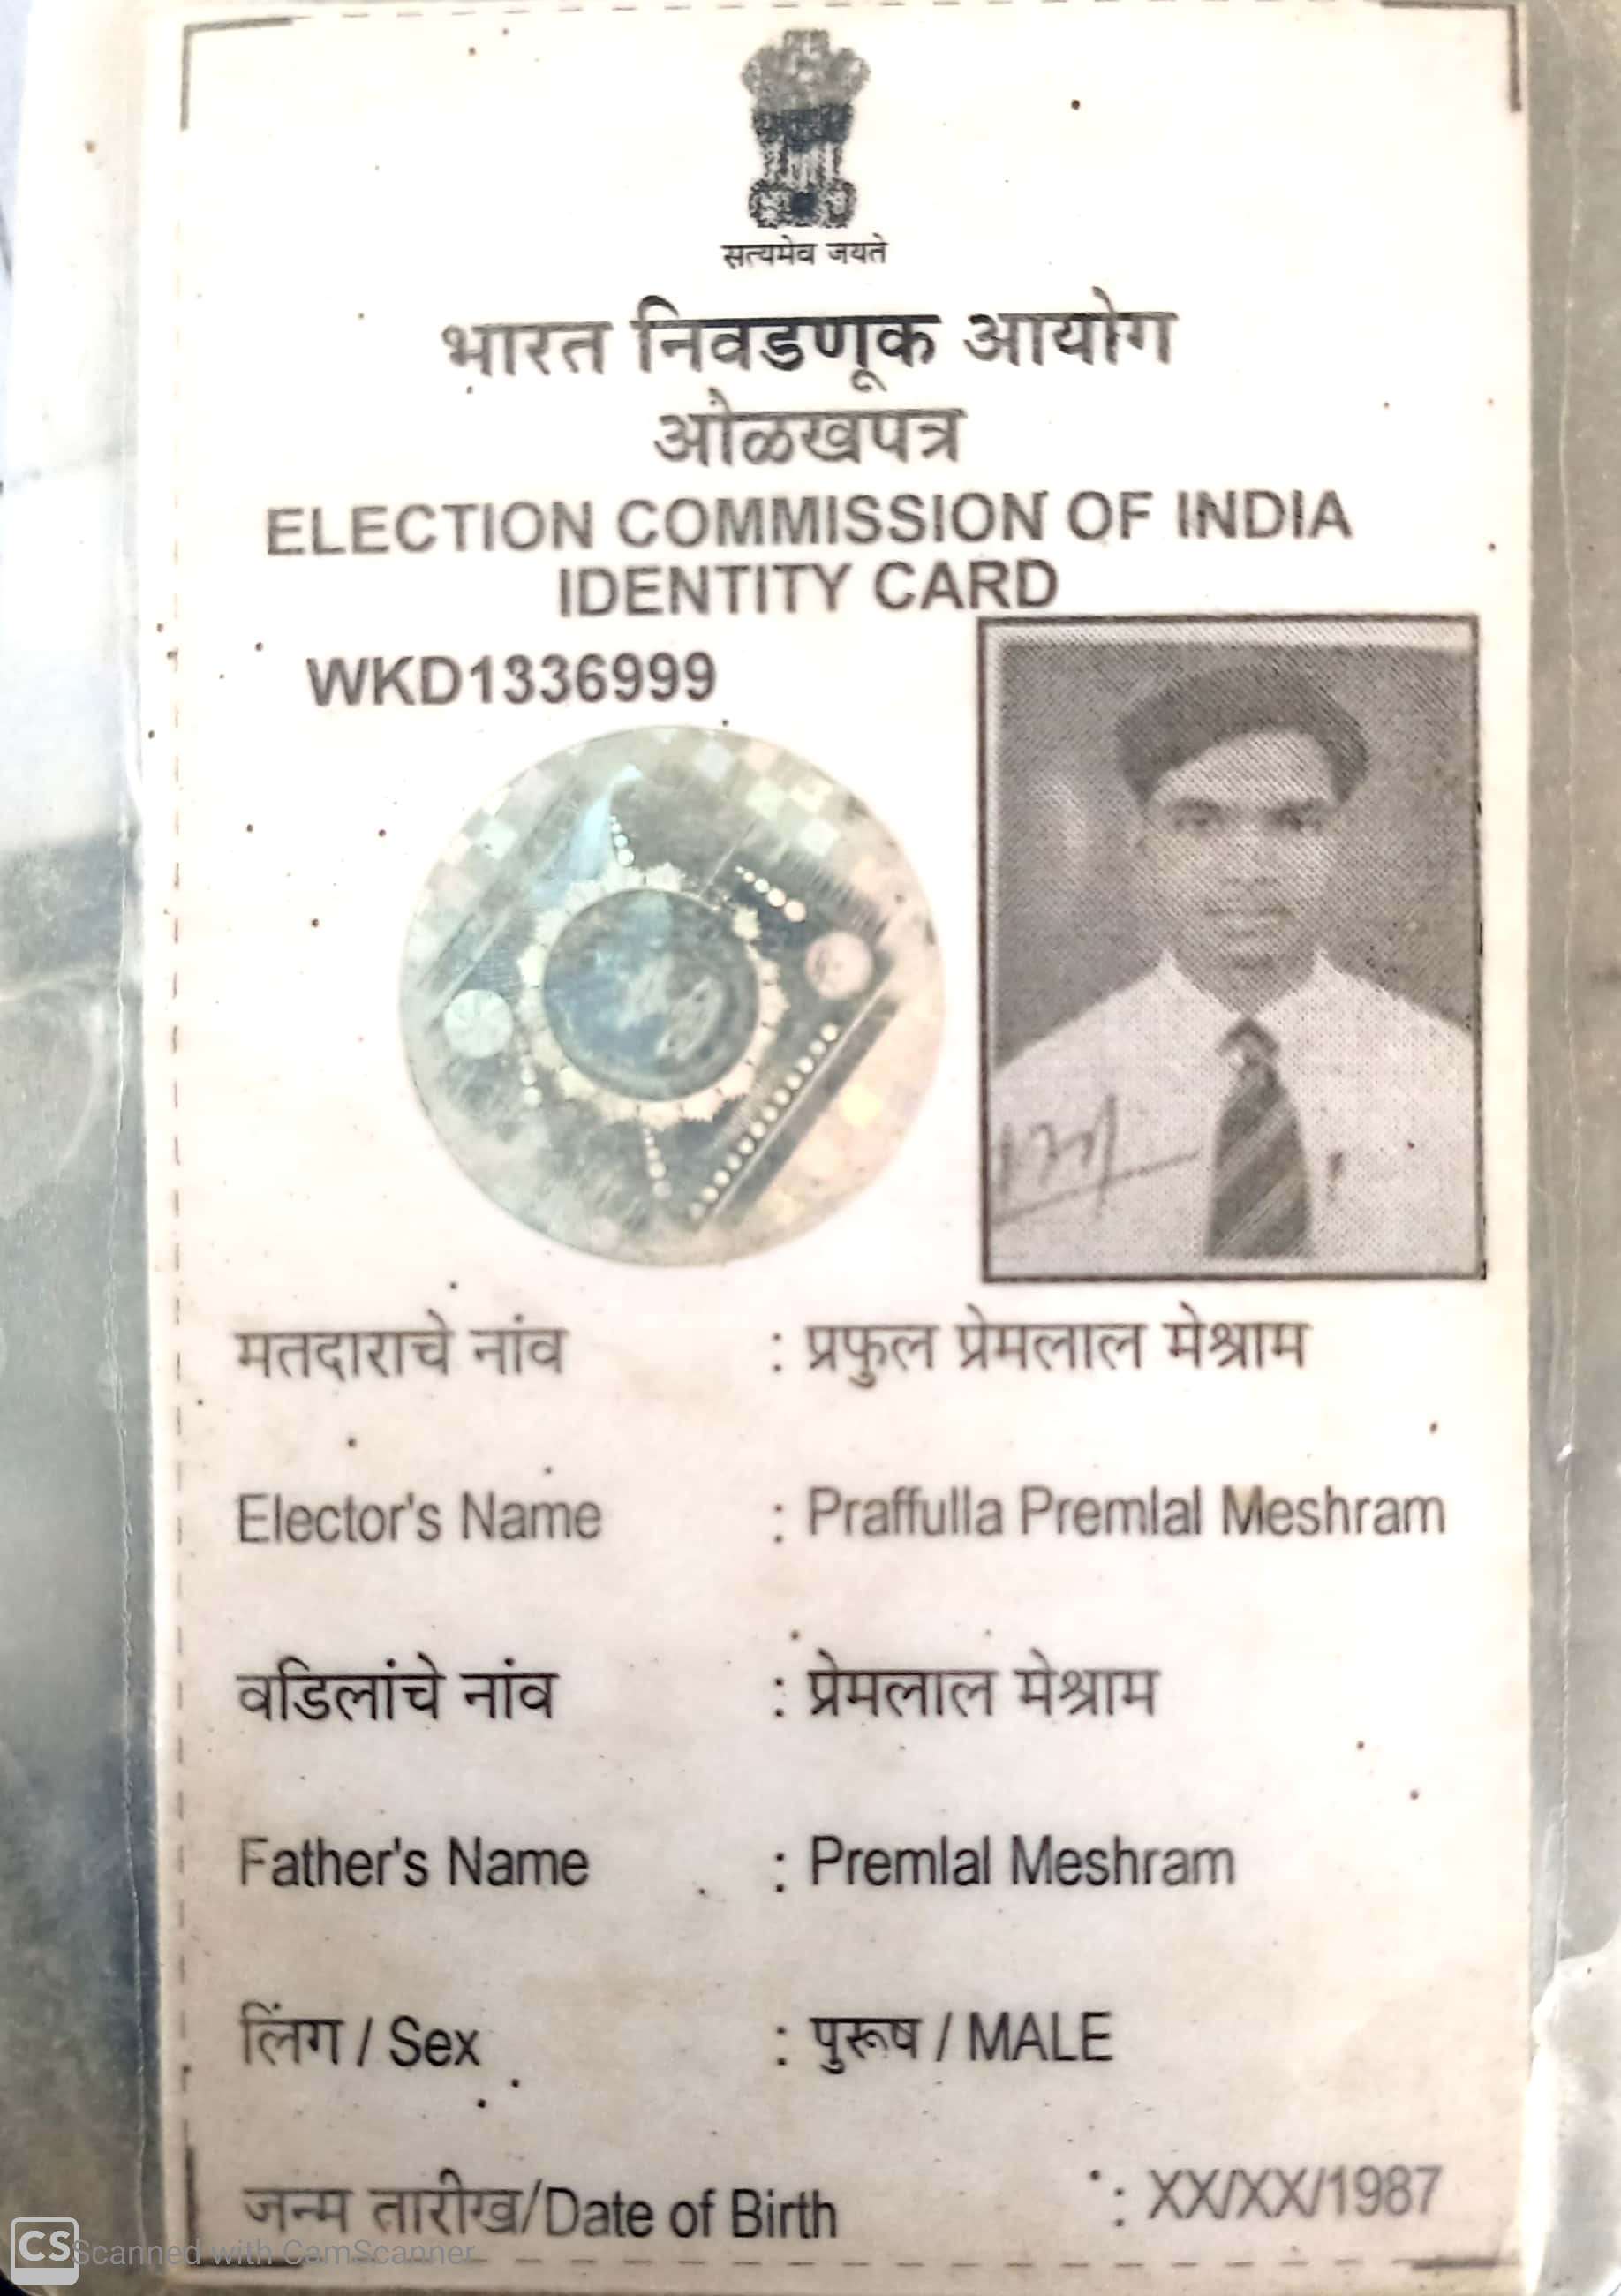 सत्यमेव जयते
भारत निवडणूक आयोग
ओळखपत्र
ELECTION COMMISSION OF INDIA
IDENTITY CARD
WKD1336999
मतदाराचे नांव : प्रफुल प्रेमलाल मेश्राम
Elector's Name : Praffulla Premlal Meshram
वडिलांचे नांव : प्रेमलाल मेश्राम
Father's Name : Premlal Meshram
लिंग / Sex : पुरूष / MALE
जन्म तारीख/Date of Birth : XX/XX/1987
CS Scanned with CamScanner